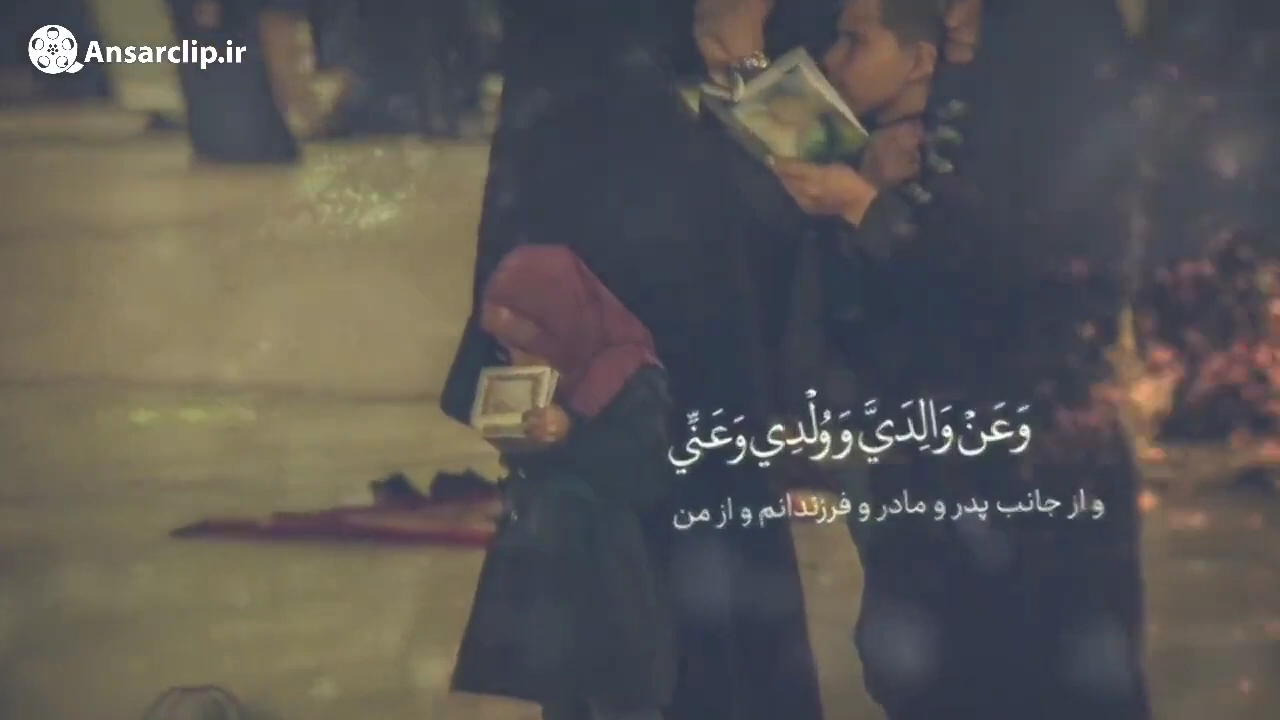 Ansarclip.ir
وَعَنْ وَالِدَيَّ وَوُلْدِي وَعَنِّي
و از جانب پدر و مادر و فرزندانم و از من